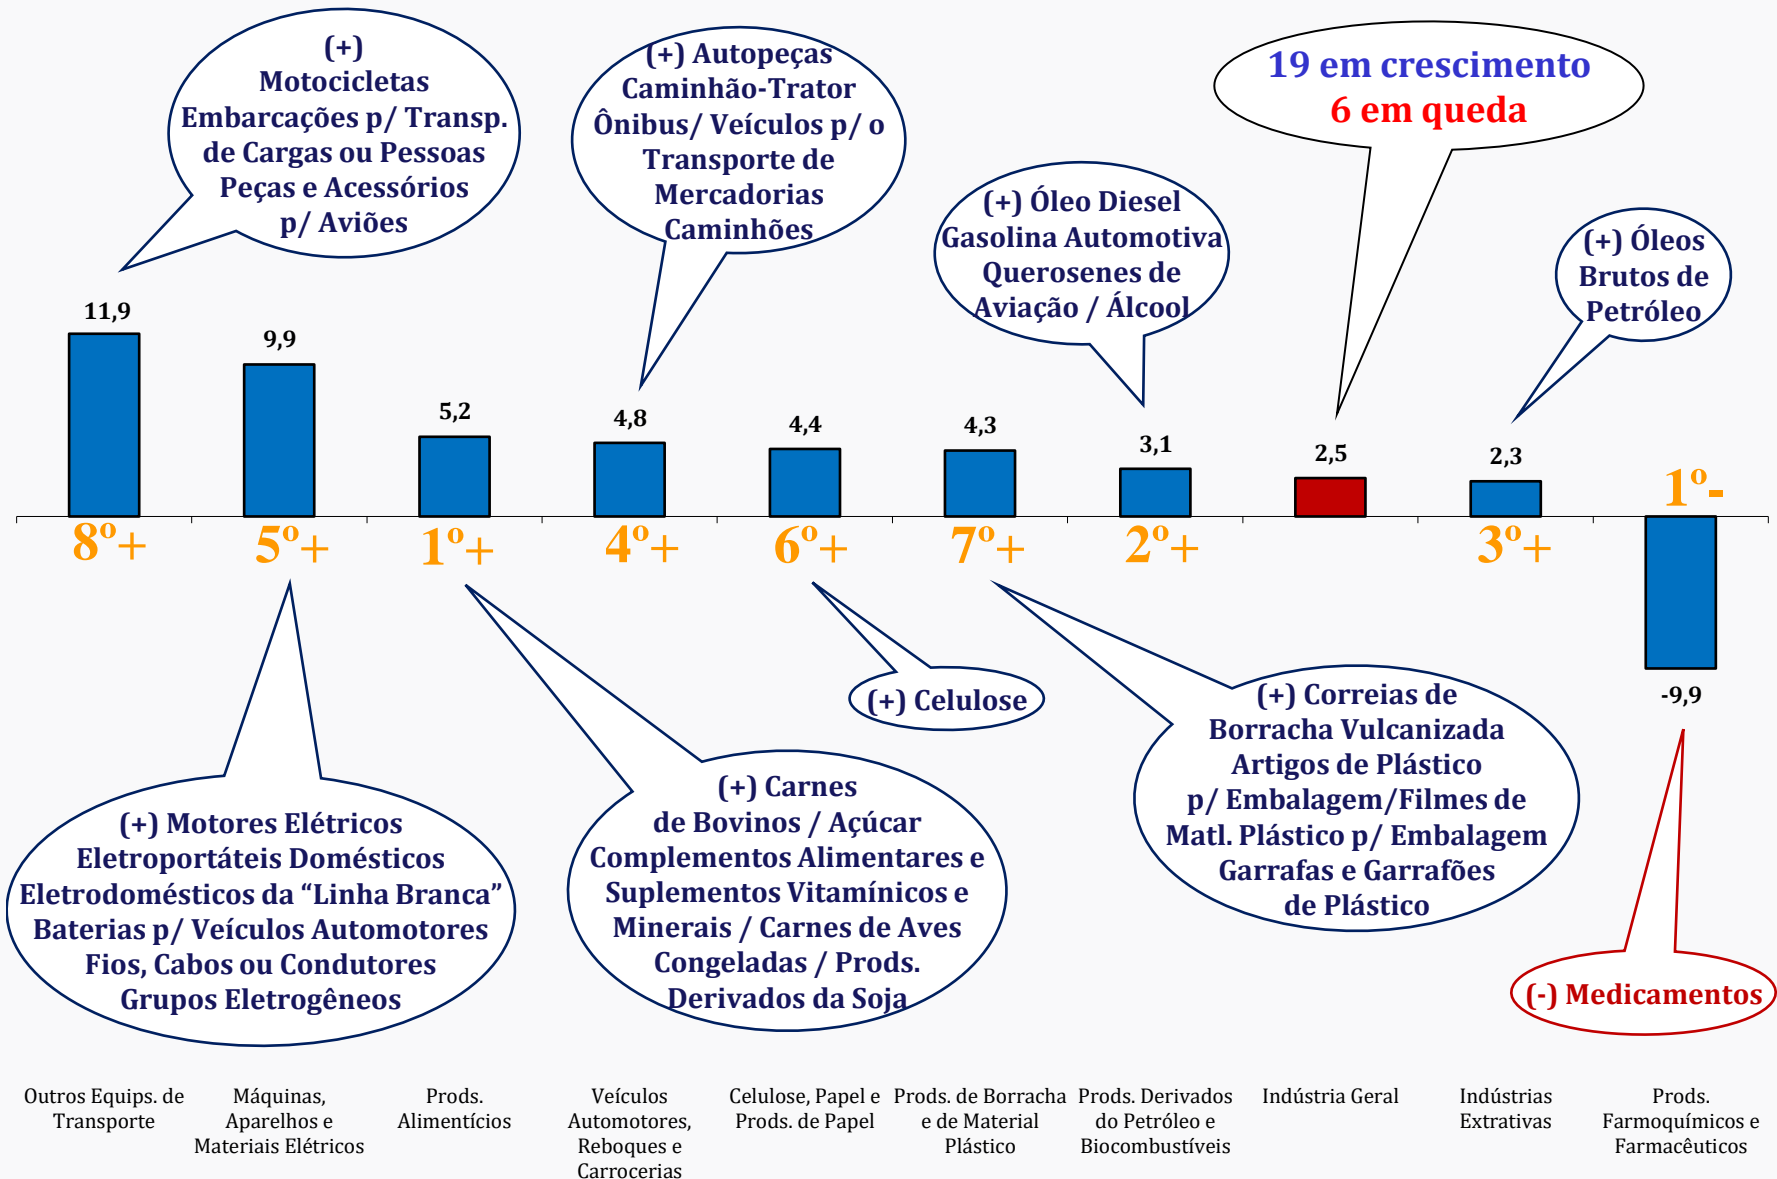 (+)
Motocicletas
Embarcações p/ Transp.
de Cargas ou Pessoas
Peças e Acessórios
p/ Aviões
(+) Autopeças
Caminhão-Trator
Ônibus/ Veículos p/ o
Transporte de
Mercadorias
Caminhões
19 em crescimento
6 em queda
(+) Óleo Diesel
Gasolina Automotiva
Querosenes de
Aviação / Álcool
(+) Óleos
Brutos de
Petróleo
11,9
9,9
5,2
4,8
4,4
4,3
3,1
2,5
2,3
1º-
8º+
5º+
1º+
4º+
6º+
7º+
2º+
3º+
-9,9
(+) Motores Elétricos
Eletroportáteis Domésticos
Eletrodomésticos da “Linha Branca”
Baterias p/ Veículos Automotores
Fios, Cabos ou Condutores
Grupos Eletrogêneos
(+) Carnes
de Bovinos / Açúcar
Complementos Alimentares e
Suplementos Vitamínicos e
Minerais / Carnes de Aves
Congeladas / Prods.
Derivados da Soja
(+) Celulose
(+) Correias de
Borracha Vulcanizada
Artigos de Plástico
p/ Embalagem/Filmes de
Matl. Plástico p/ Embalagem
Garrafas e Garrafões
de Plástico
(-) Medicamentos
Outros Equips. de
Transporte
Máquinas,
Aparelhos e
Materiais Elétricos
Prods.
Alimentícios
Veículos
Automotores,
Reboques e
Carrocerias
Celulose, Papel e
Prods. de Papel
Prods. de Borracha
e de Material
Plástico
Prods. Derivados
do Petróleo e
Biocombustíveis
Indústria Geral
Indústrias
Extrativas
Prods.
Farmoquímicos e
Farmacêuticos